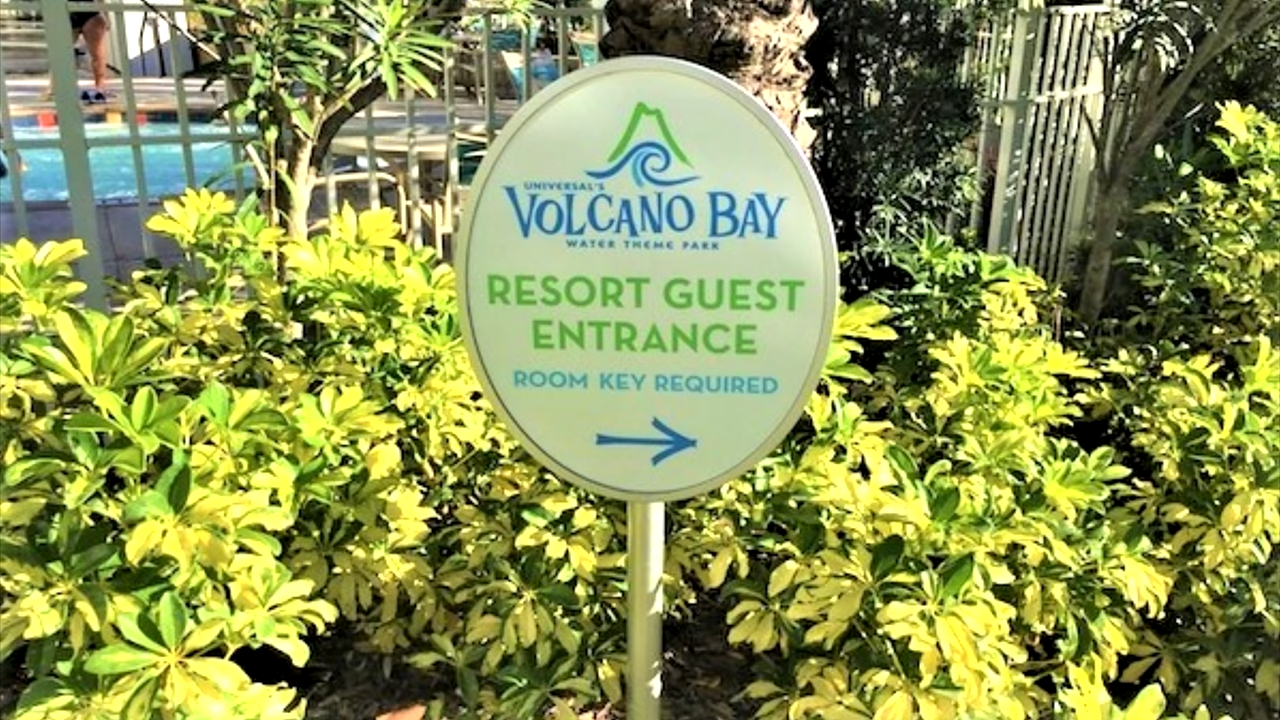 UNIVERSAL'S
VOLCANO BAY
WATER THEME PARK
RESORT GUEST
ENTRANCE
ROOM KEY REQUIRED